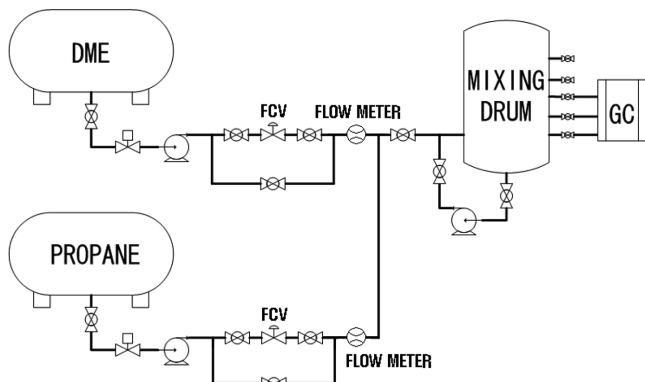 DME
FCV
FLOW METER
MIXING
DRUM
GC
PROPANE
FCV
FLOW METER